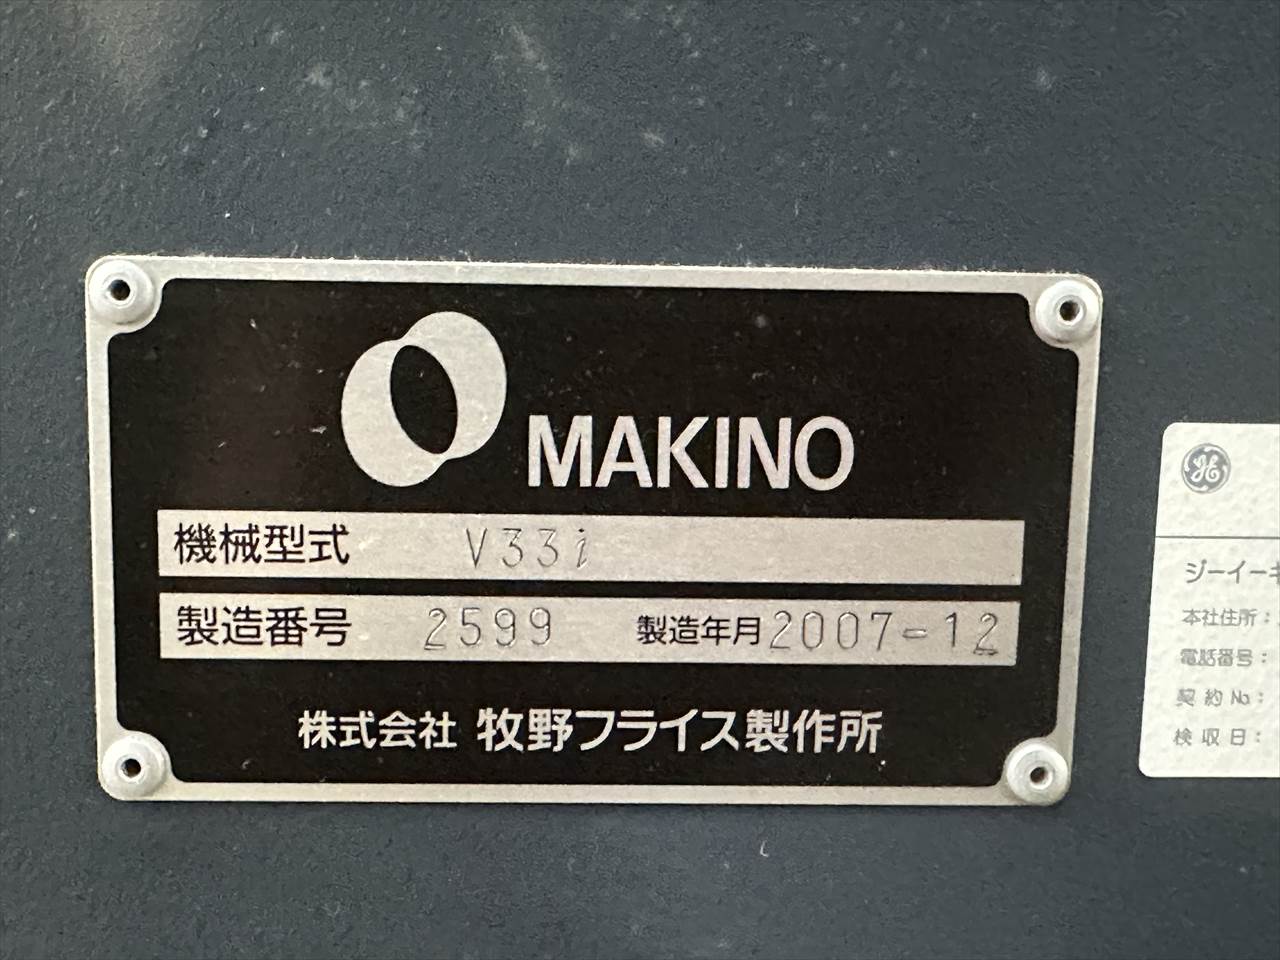 MAKINO
機械型式 V33i
製造番号 2599 製造年月 2007-12
株式会社 牧野フライス製作所
GE
ジーイーキ
本社住所:
電話番号:
契約No:
検収日: